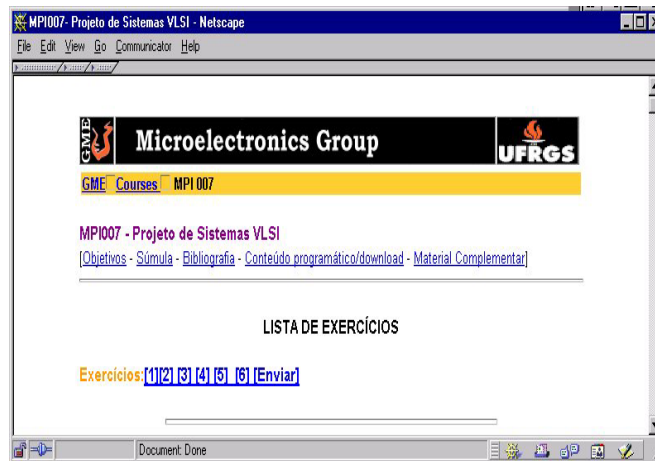 MPI007- Projeto de Sistemas VLSI - Netscape
File Edit View Go Communicator Help
GME Microelectronics Group UFRGS
GME Courses MPI 007
MPI007 - Projeto de Sistemas VLSI
[Objetivos - Súmula - Bibliografia - Conteúdo programático/download - Material Complementar]
LISTA DE EXERCÍCIOS
Exercícios:[1][2] [3] [4] [5] [6] [Enviar]
Document: Done